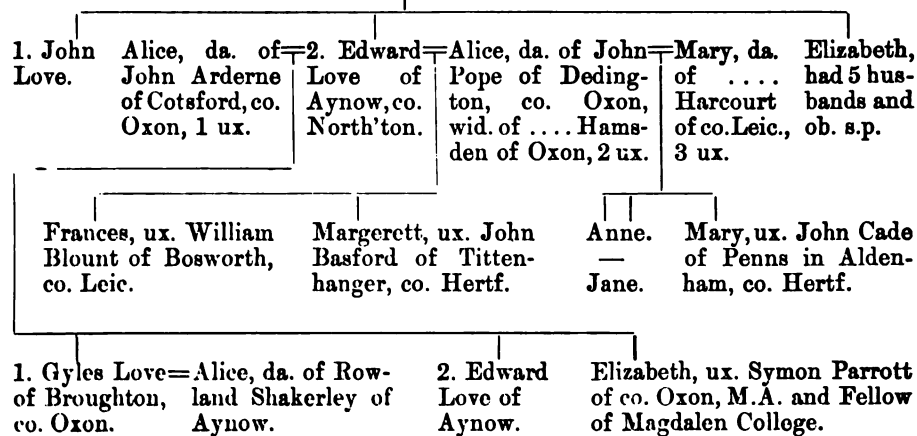 1. John
Love.
Alice, da. of
John Arderne
of Cotsford, co.
Oxon, 1 ux.
2. Edward
Love of
Aynow, co.
North'ton.
Alice, da. of John
Pope of Deding-
ton, co. Oxon,
wid. of .... Hams-
den of Oxon, 2 ux.
Mary, da.
of ....
Harcourt
of co. Leic.,
3 ux.
Elizabeth,
had 5 hus-
bands and
ob. s.p.
Frances, ux. William
Blount of Bosworth,
co. Leic.
Margerett, ux. John
Basford of Titten-
hanger, co. Hertf.
Anne.
—
Jane.
Mary, ux. John Cade
of Penns in Alden-
ham, co. Hertf.
1. Gyles Love=
of Broughton,
co. Oxon.
Alice, da. of Row-
land Shakerley of
Aynow.
2. Edward
Love of
Aynow.
Elizabeth, ux. Symon Parrott
of co. Oxon, M.A. and Fellow
of Magdalen College.